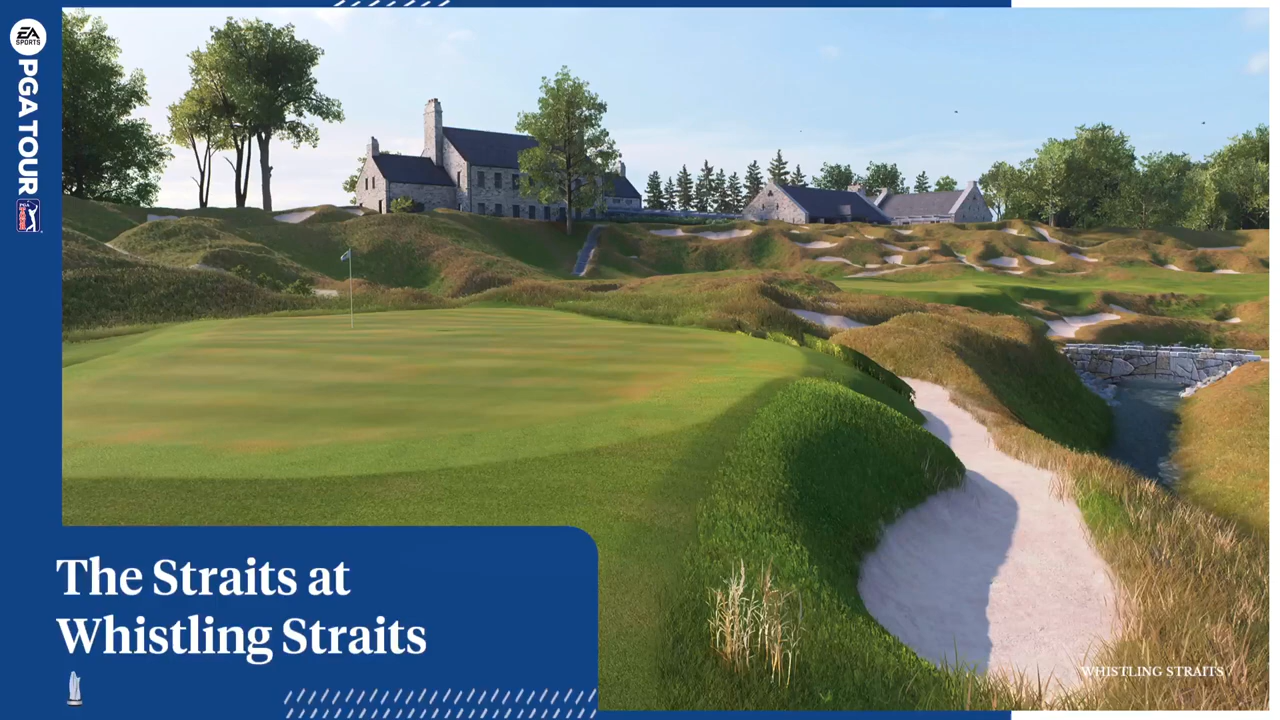 EA
SPORTS
PGA TOUR
The Straits at
Whistling Straits
WHISTLING STRAITS